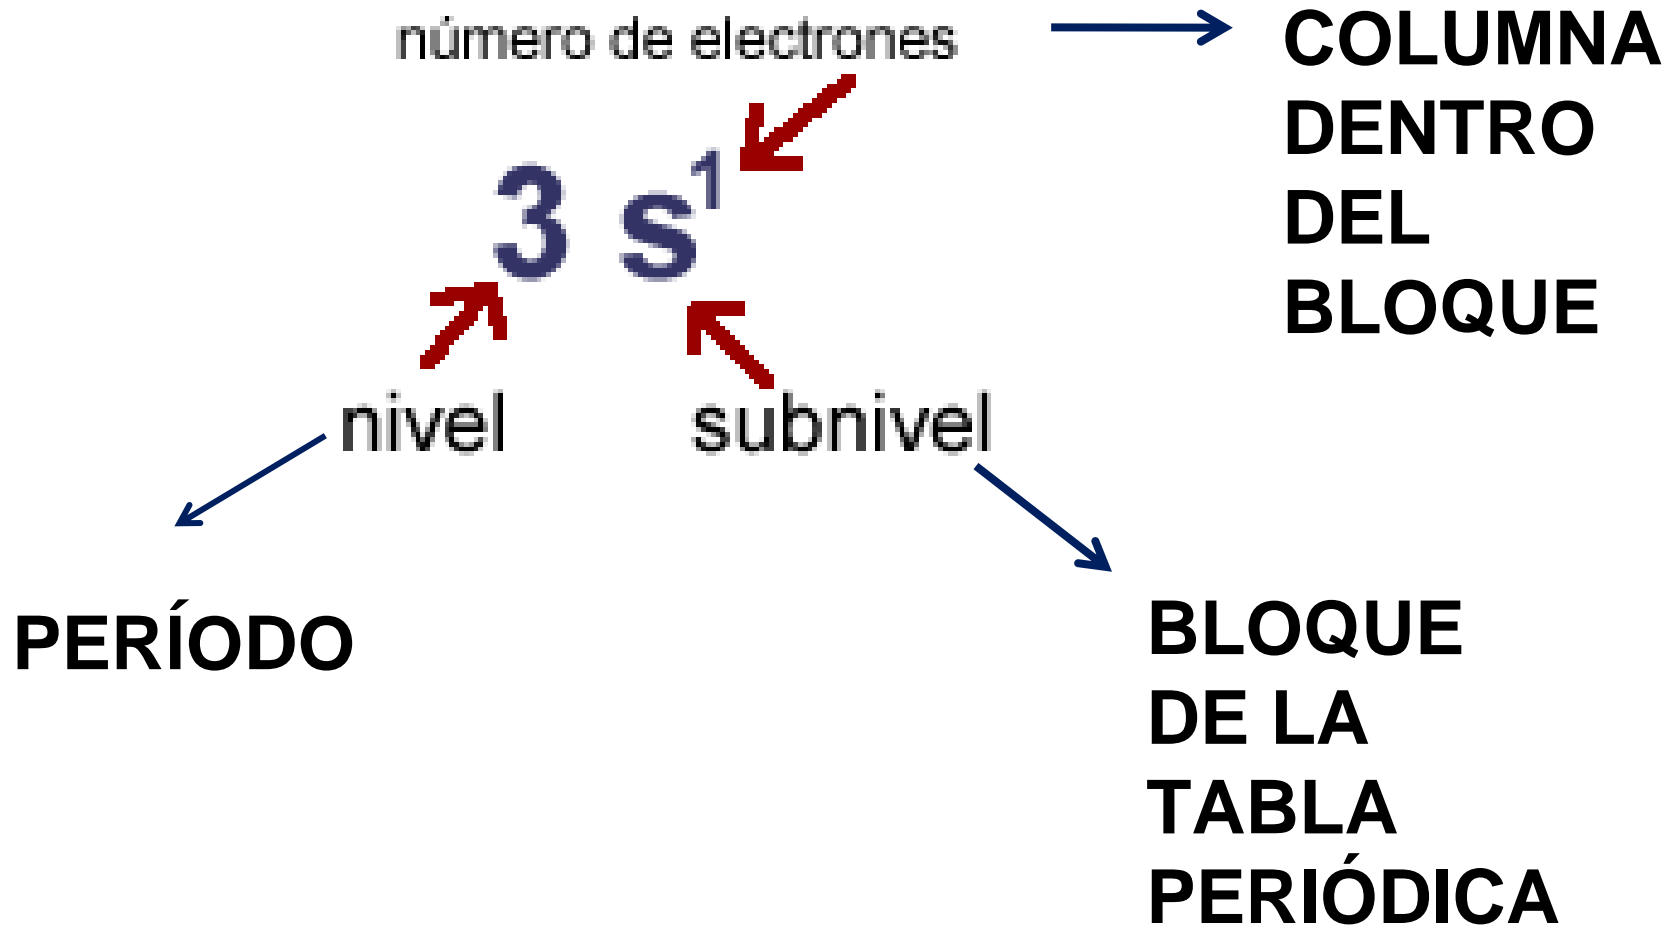 número de electrones
COLUMNA
DENTRO
DEL
BLOQUE
3 s¹
nivel
subnivel
PERÍODO
BLOQUE
DE LA
TABLA
PERIÓDICA